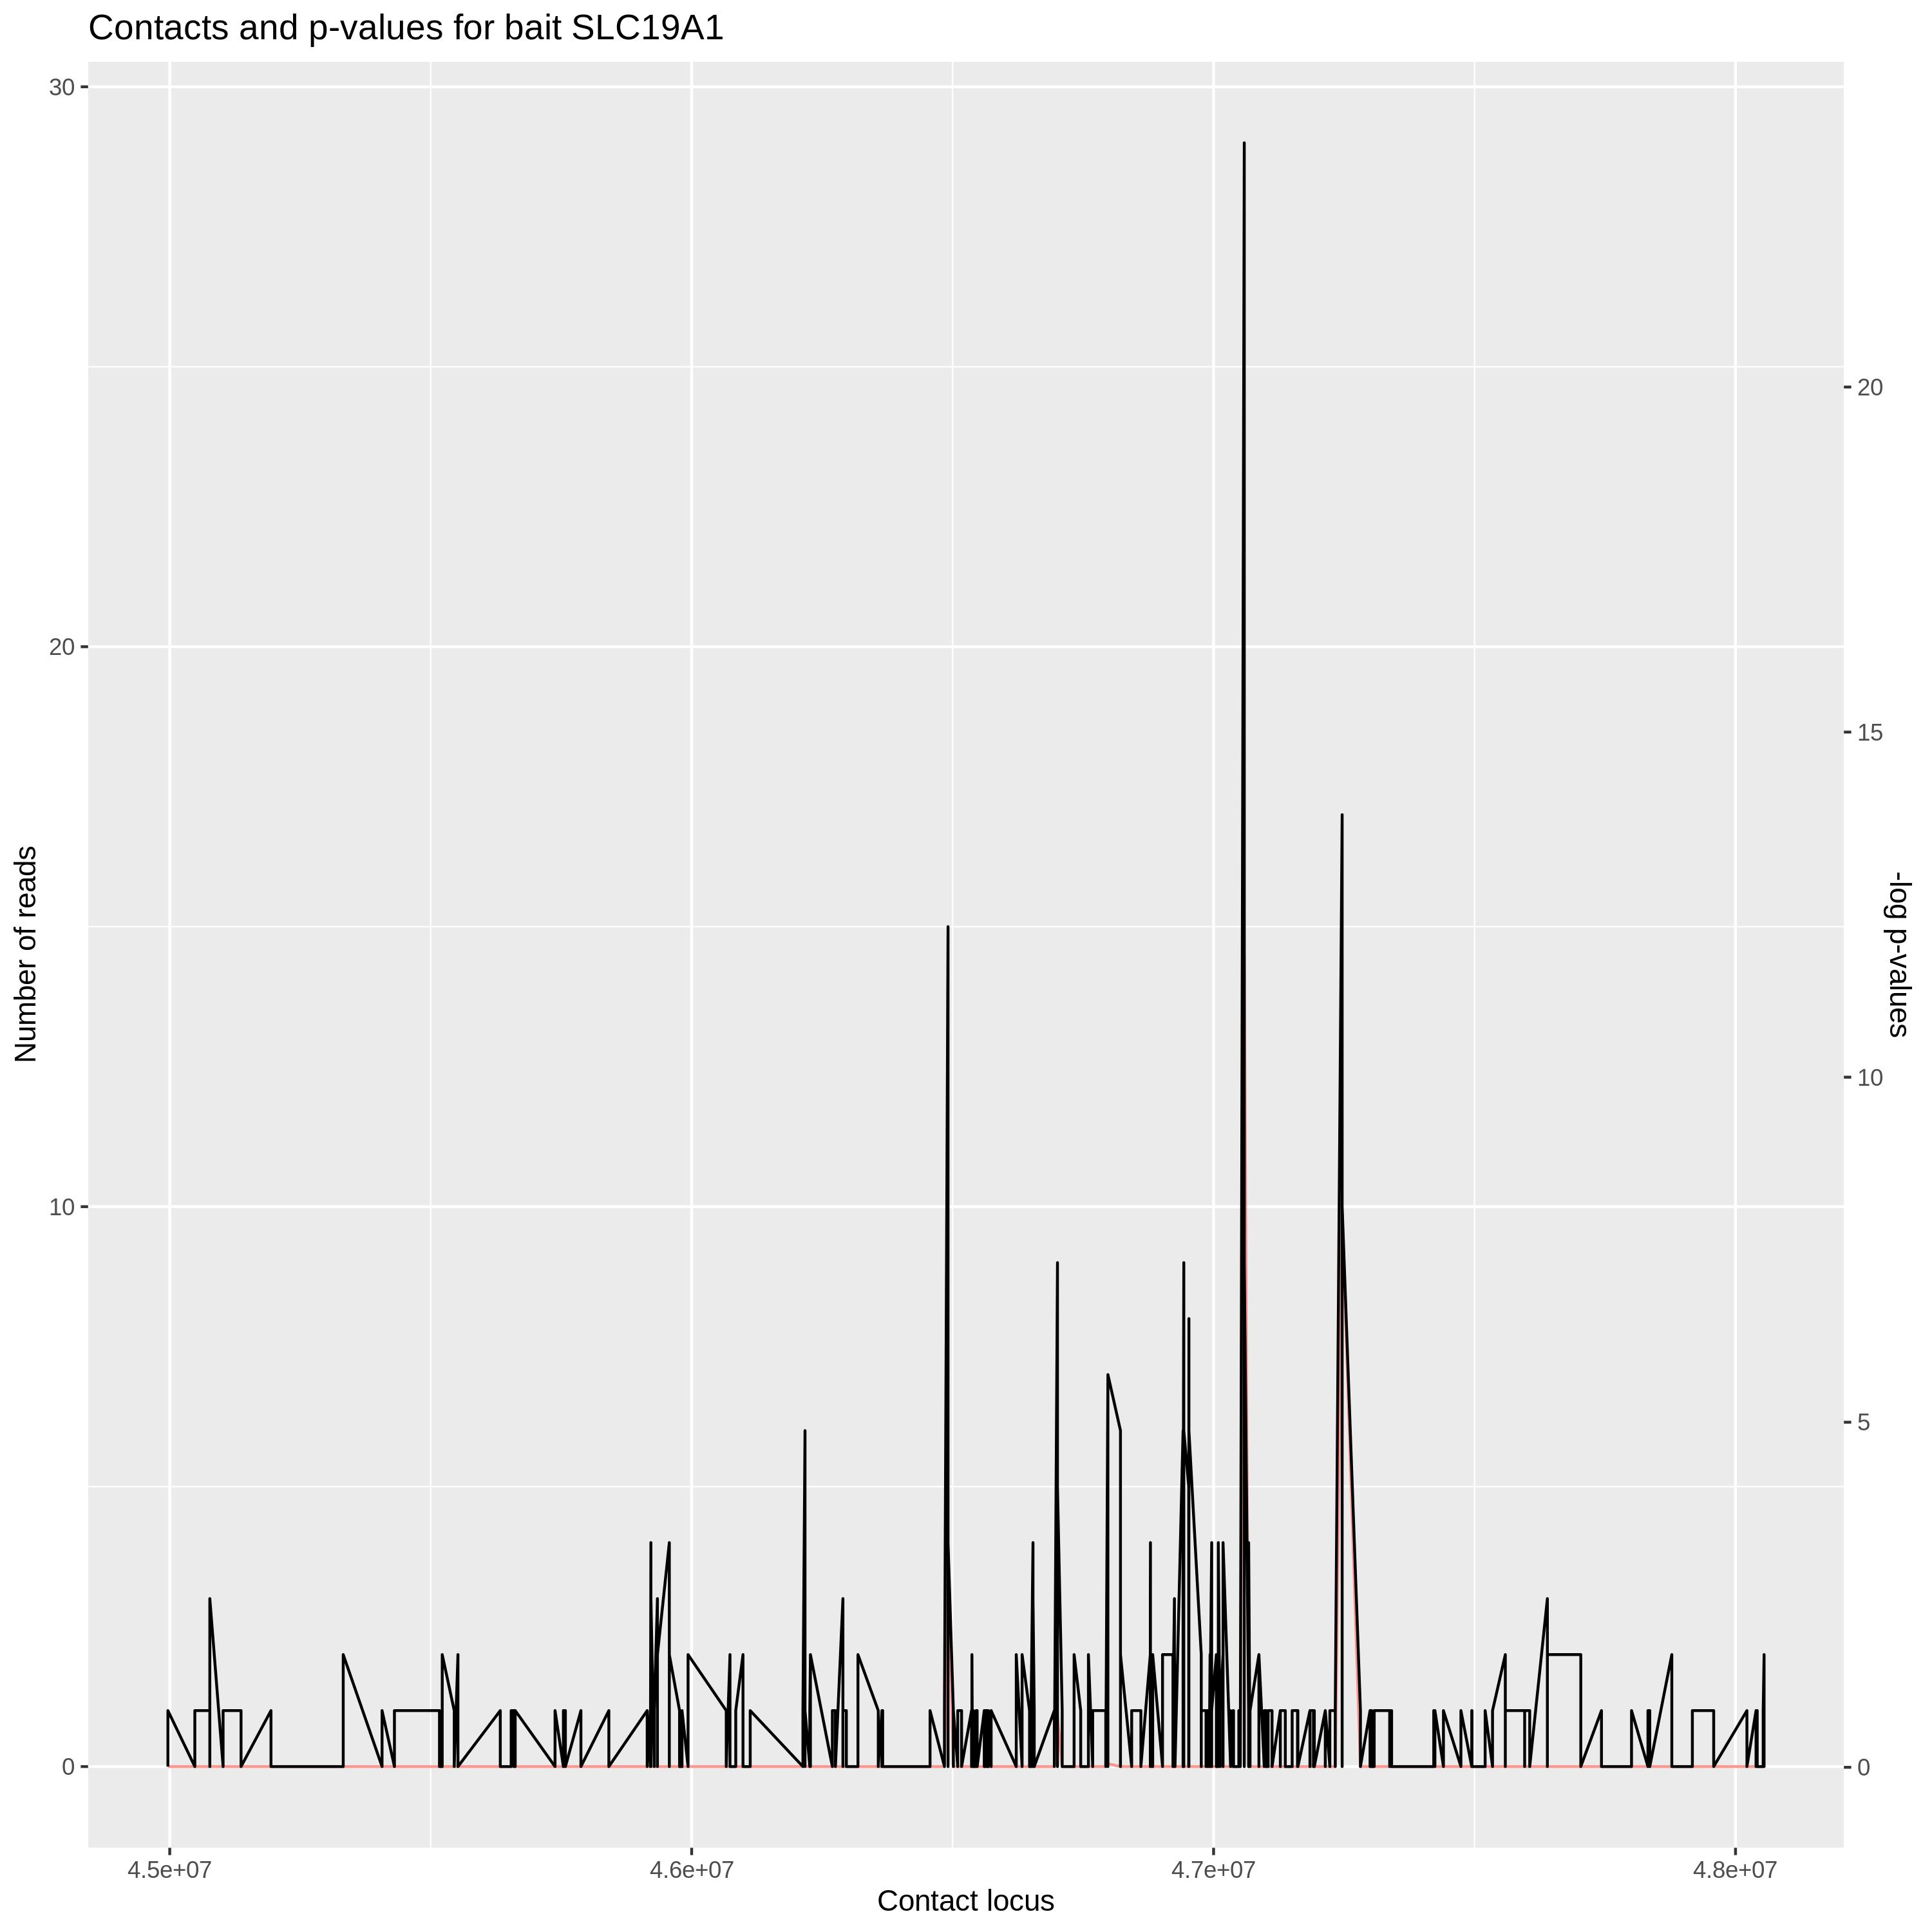 Contacts and p-values for bait SLC19A1
30
20
10
0
Number of reads
20
15
10
5
0
-log p-values
4.5e+07
4.6e+07
4.7e+07
4.8e+07
Contact locus